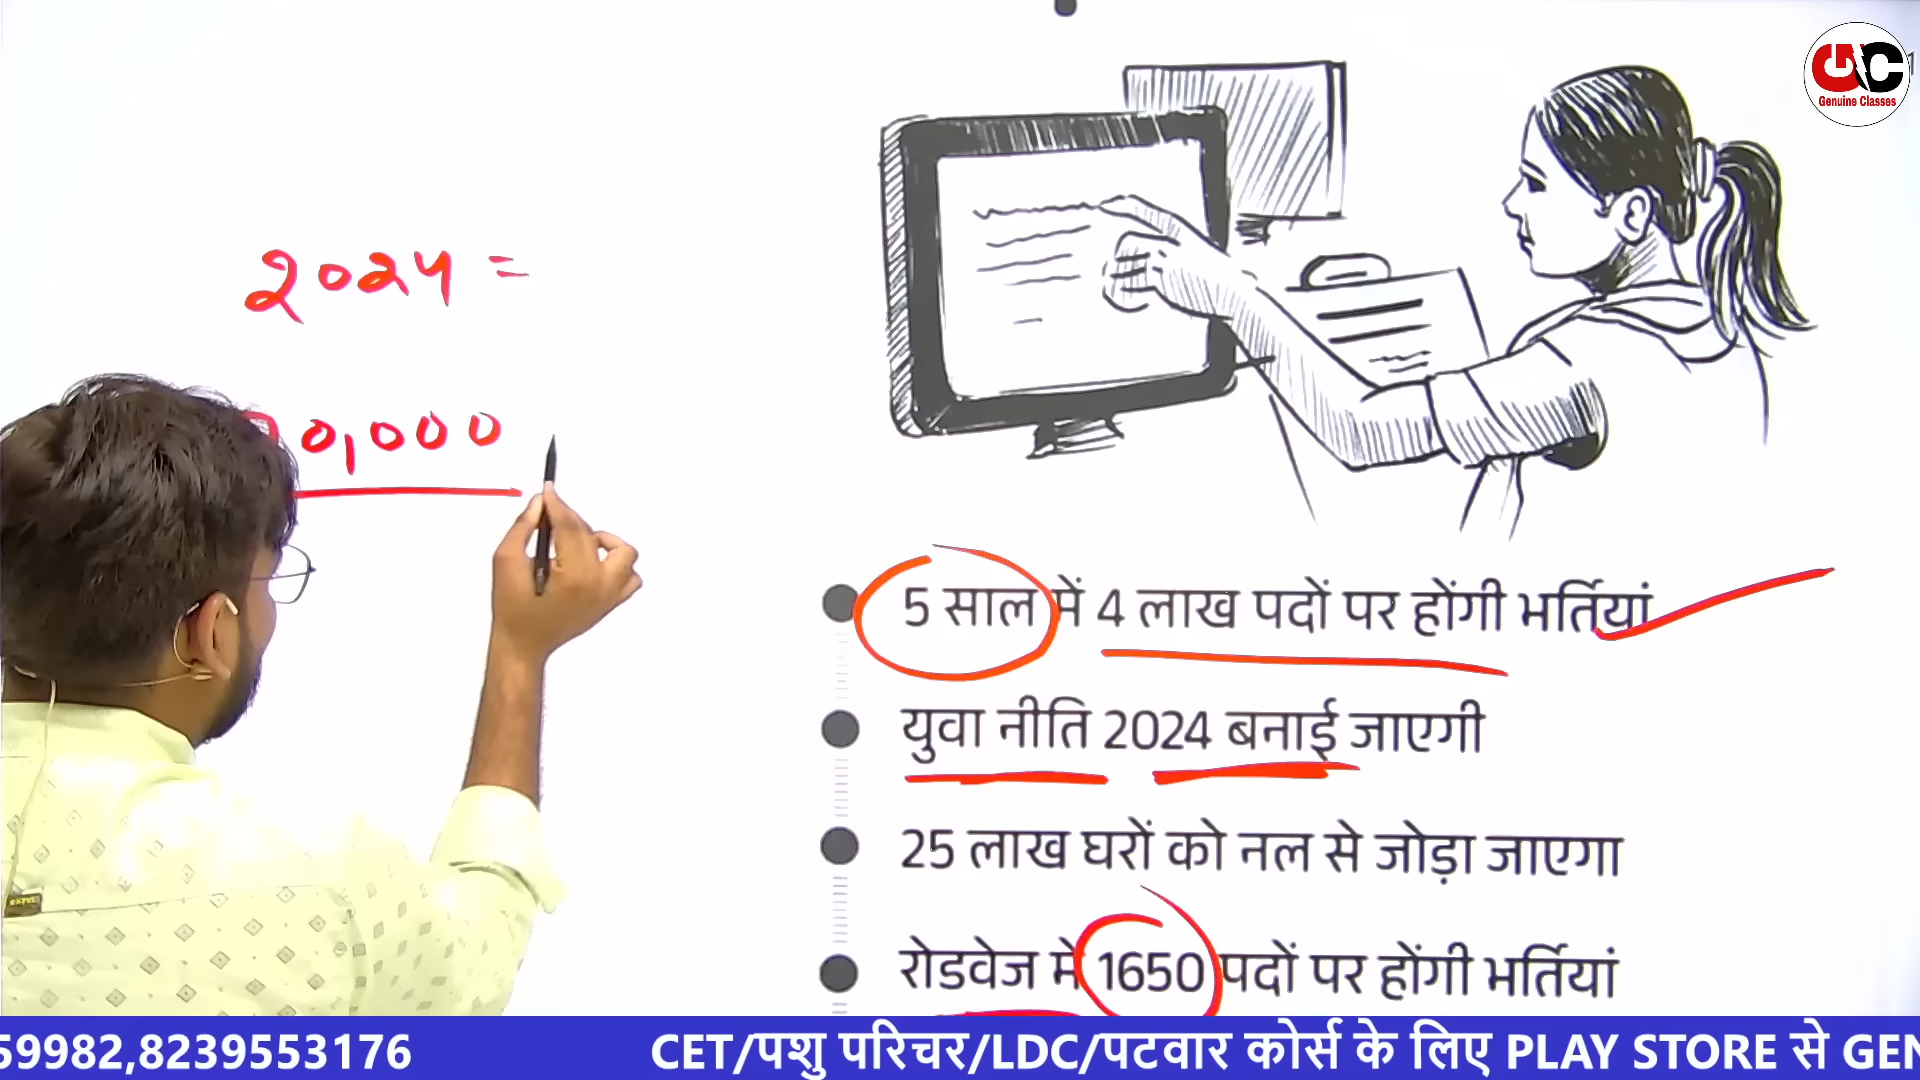 Genuine Classes
2024 =
0,000
5 साल में 4 लाख पदों पर होंगी भर्तियां
युवा नीति 2024 बनाई जाएगी
25 लाख घरों को नल से जोड़ा जाएगा
रोडवेज में 1650 पदों पर होंगी भर्तियां
59982,8239553176 CET/पशु परिचर/LDC/पटवार कोर्स के लिए PLAY STORE से GEN